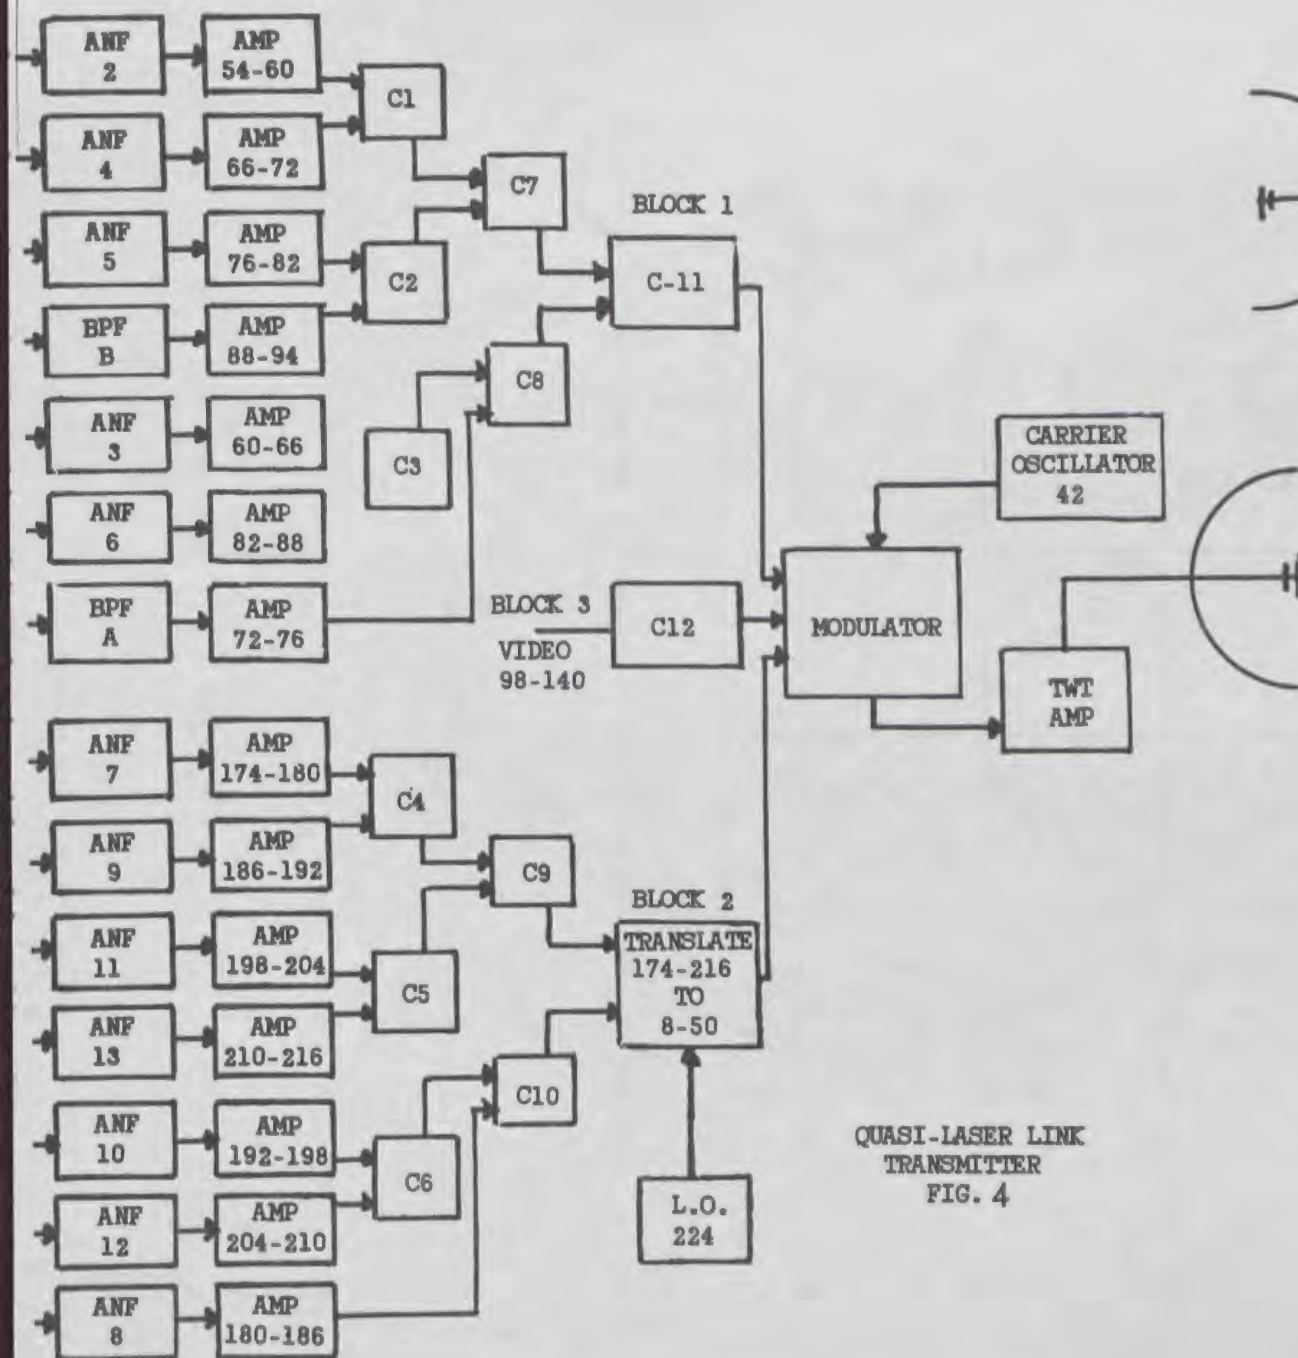 ANF
2
AMP
54-60
C1
ANF
4
AMP
66-72
C7
ANF
5
AMP
76-82
C2
BPF
B
AMP
88-94
BLOCK 1
C-11
C8
ANF
3
AMP
60-66
C3
ANF
6
AMP
82-88
BPF
A
AMP
72-76
BLOCK 3
VIDEO
98-140
C12
CARRIER
OSCILLATOR
42
MODULATOR
TWT
AMP
ANF
7
AMP
174-180
C4
ANF
9
AMP
186-192
C9
ANF
11
AMP
198-204
C5
ANF
13
AMP
210-216
BLOCK 2
TRANSLATE
174-216
TO
8-50
C10
ANF
10
AMP
192-198
C6
ANF
12
AMP
204-210
L.O.
224
ANF
8
AMP
180-186
QUASI-LASER LINK
TRANSMITTER
FIG. 4